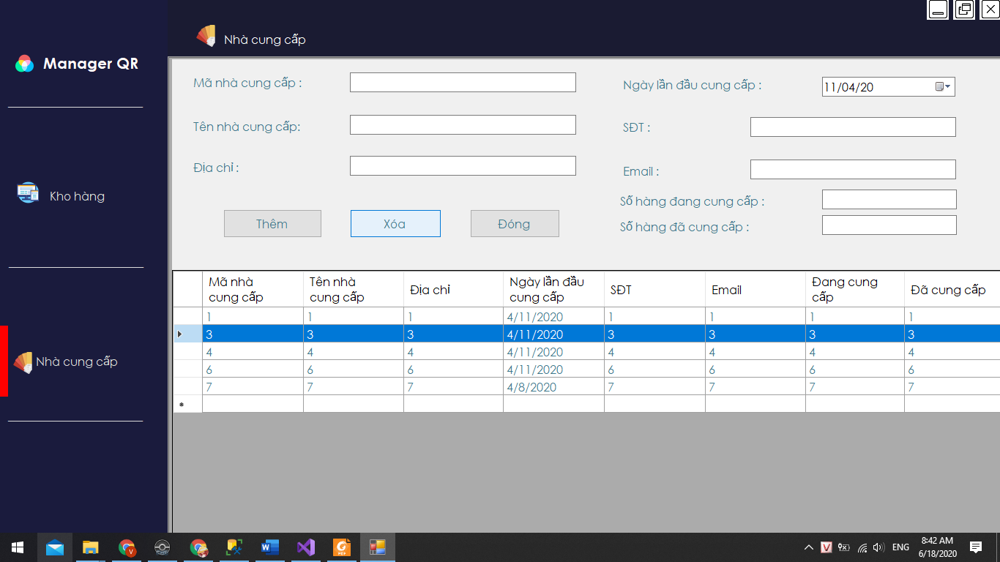 Nhà cung cấp
Manager QR
Kho hàng
Nhà cung cấp
Mã nhà cung cấp :
Tên nhà cung cấp:
Địa chỉ :
Ngày lần đầu cung cấp :
11/04/20
SĐT :
Email :
Số hàng đang cung cấp :
Số hàng đã cung cấp :
Thêm Xóa Đóng
Mã nhà cung cấp Tên nhà cung cấp Địa chỉ Ngày lần đầu cung cấp SĐT Email Đang cung cấp Đã cung cấp
1 1 1 4/11/2020 1 1 1 1
3 3 3 4/11/2020 3 3 3 3
4 4 4 4/11/2020 4 4 4 4
6 6 6 4/11/2020 6 6 6 6
7 7 7 4/8/2020 7 7 7 7
ENG
8:42 AM
6/18/2020